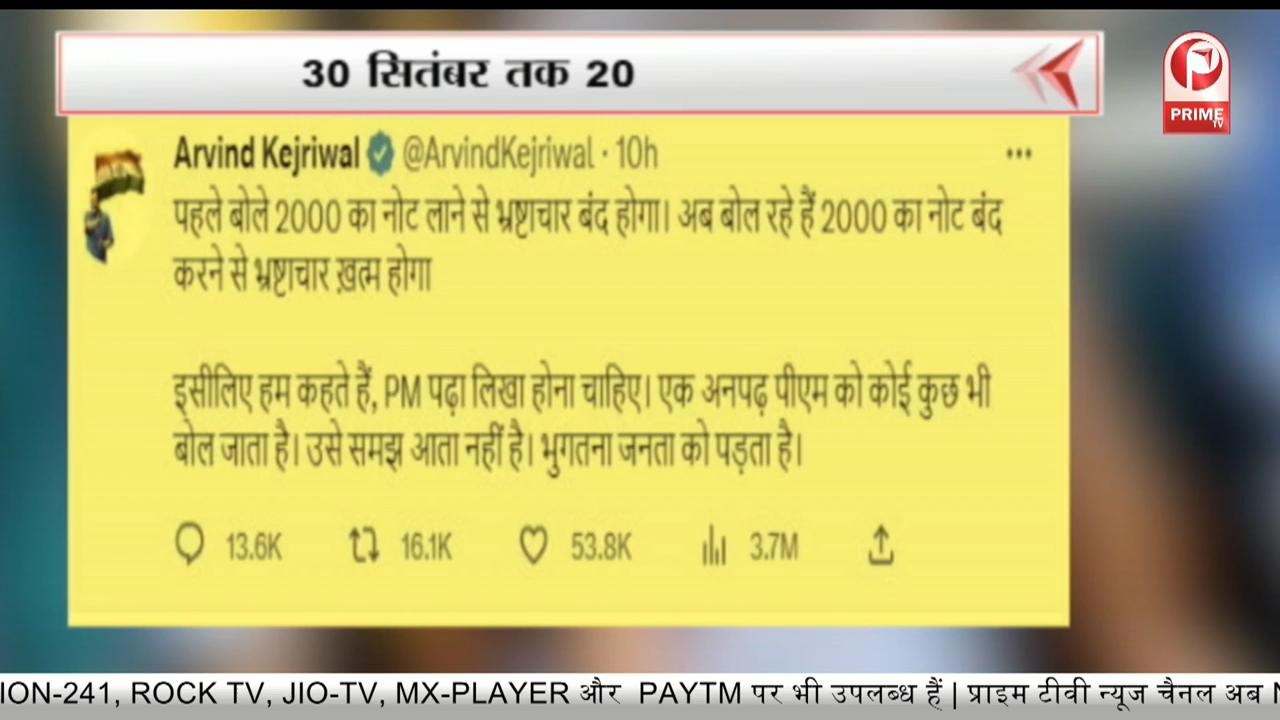 30 सितंबर तक 20
PRIME
TV
Arvind Kejriwal @ArvindKejriwal · 10h
पहले बोले 2000 का नोट लाने से भ्रष्टाचार बंद होगा। अब बोल रहे हैं 2000 का नोट बंद
करने से भ्रष्टाचार ख़त्म होगा
इसीलिए हम कहते हैं, PM पढ़ा लिखा होना चाहिए। एक अनपढ़ पीएम को कोई कुछ भी
बोल जाता है। उसे समझ आता नहीं है। भुगतना जनता को पड़ता है।
13.6K 16.1K 53.8K 3.7M
ION-241, ROCK TV, JIO-TV, MX-PLAYER और PAYTM पर भी उपलब्ध हैं | प्राइम टीवी न्यूज चैनल अब N